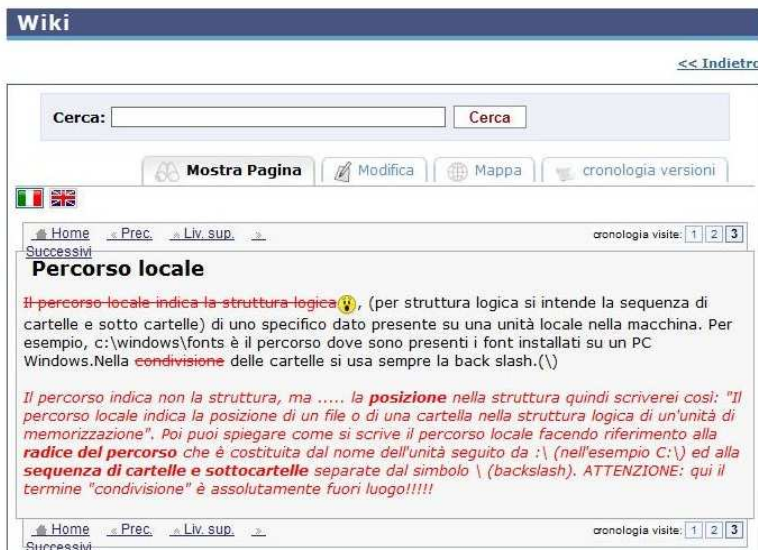 Wiki
<< Indietro
Cerca: Cerca
Mostra Pagina Modifica Mappa cronologia versioni
Home « Prec. Liv. sup. »
Successivi
cronologia visite: 1 2 3
Percorso locale
Il percorso locale indica la struttura logica, (per struttura logica si intende la sequenza di
cartelle e sotto cartelle) di uno specifico dato presente su una unità locale nella macchina. Per
esempio, c:\windows\fonts è il percorso dove sono presenti i font installati su un PC
Windows.Nella condivisione delle cartelle si usa sempre la back slash.(\)
Il percorso indica non la struttura, ma ..... la posizione nella struttura quindi scriverei così: "Il
percorso locale indica la posizione di un file o di una cartella nella struttura logica di un'unità di
memorizzazione". Poi puoi spiegare come si scrive il percorso locale facendo riferimento alla
radice del percorso che è costituita dal nome dell'unità seguito da :\ (nell'esempio C:\) ed alla
sequenza di cartelle e sottocartelle separate dal simbolo \ (backslash). ATTENZIONE: qui il
termine "condivisione" è assolutamente fuori luogo!!!!!
Home « Prec. Liv. sup. »
Successivi
cronologia visite: 1 2 3